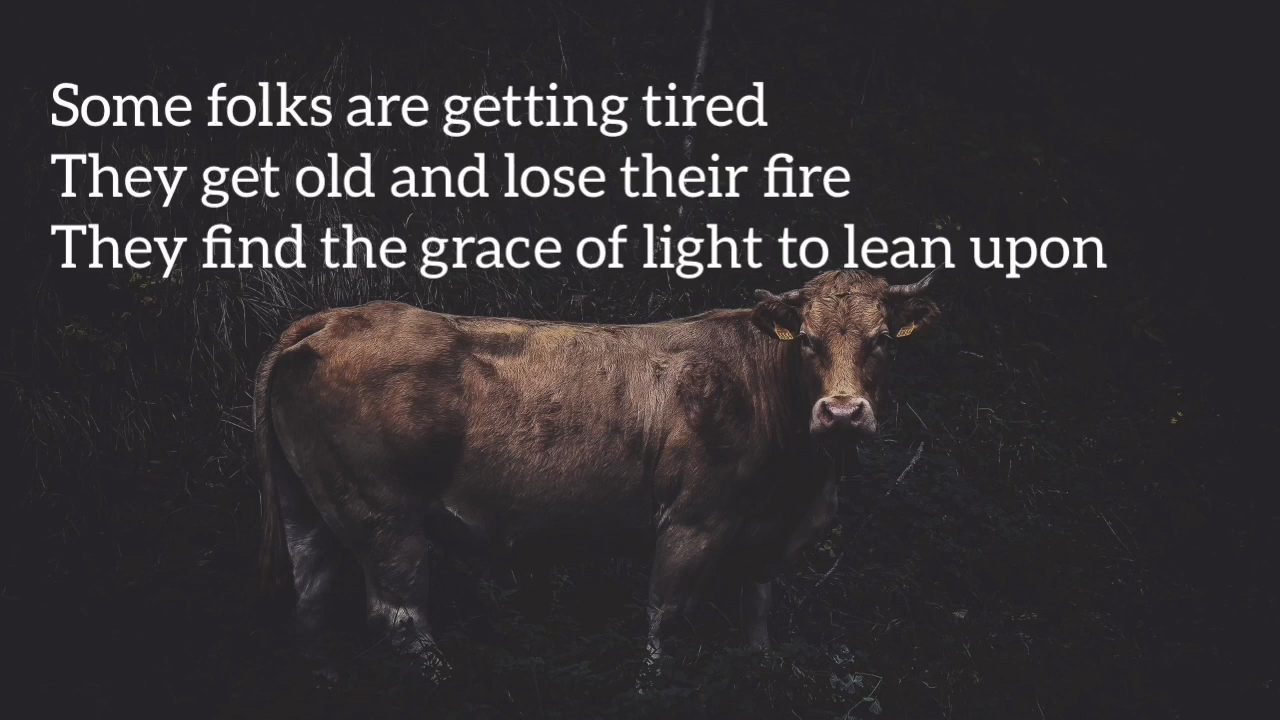 Some folks are getting tired
They get old and lose their fire
They find the grace of light to lean upon